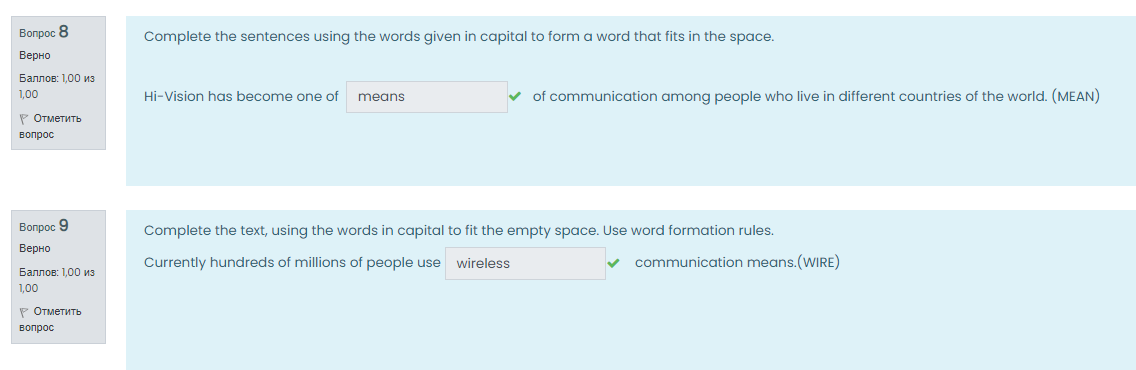 Вопрос 8
Верно
Баллов: 1,00 из
1,00
Отметить
вопрос
Complete the sentences using the words given in capital to form a word that fits in the space.
Hi-Vision has become one of means of communication among people who live in different countries of the world. (MEAN)
Вопрос 9
Верно
Баллов: 1,00 из
1,00
Отметить
вопрос
Complete the text, using the words in capital to fit the empty space. Use word formation rules.
Currently hundreds of millions of people use wireless communication means.(WIRE)